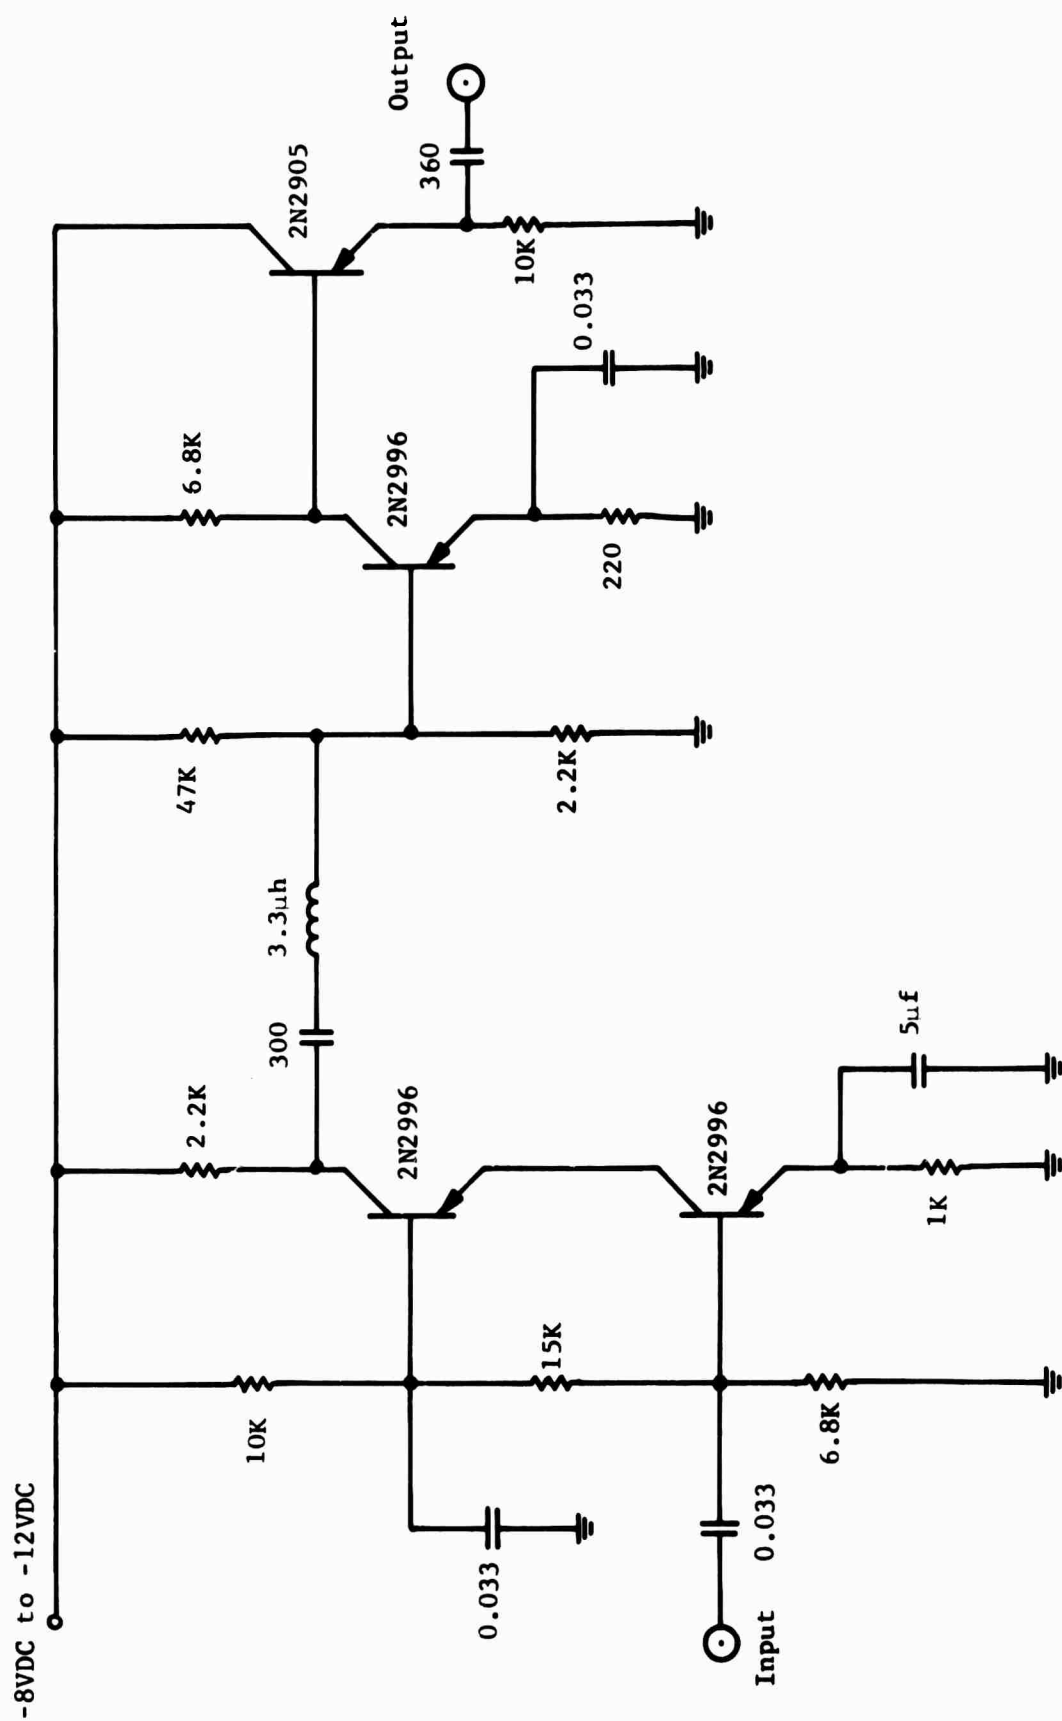 -8VDC to -12VDC
10K
2.2K
47K
6.8K
2N2905
Output
360
10K
300
3.3μh
2N2996
2N2996
0.033
0.033
15K
2N2996
2.2K
220
Input
0.033
6.8K
1K
5μf